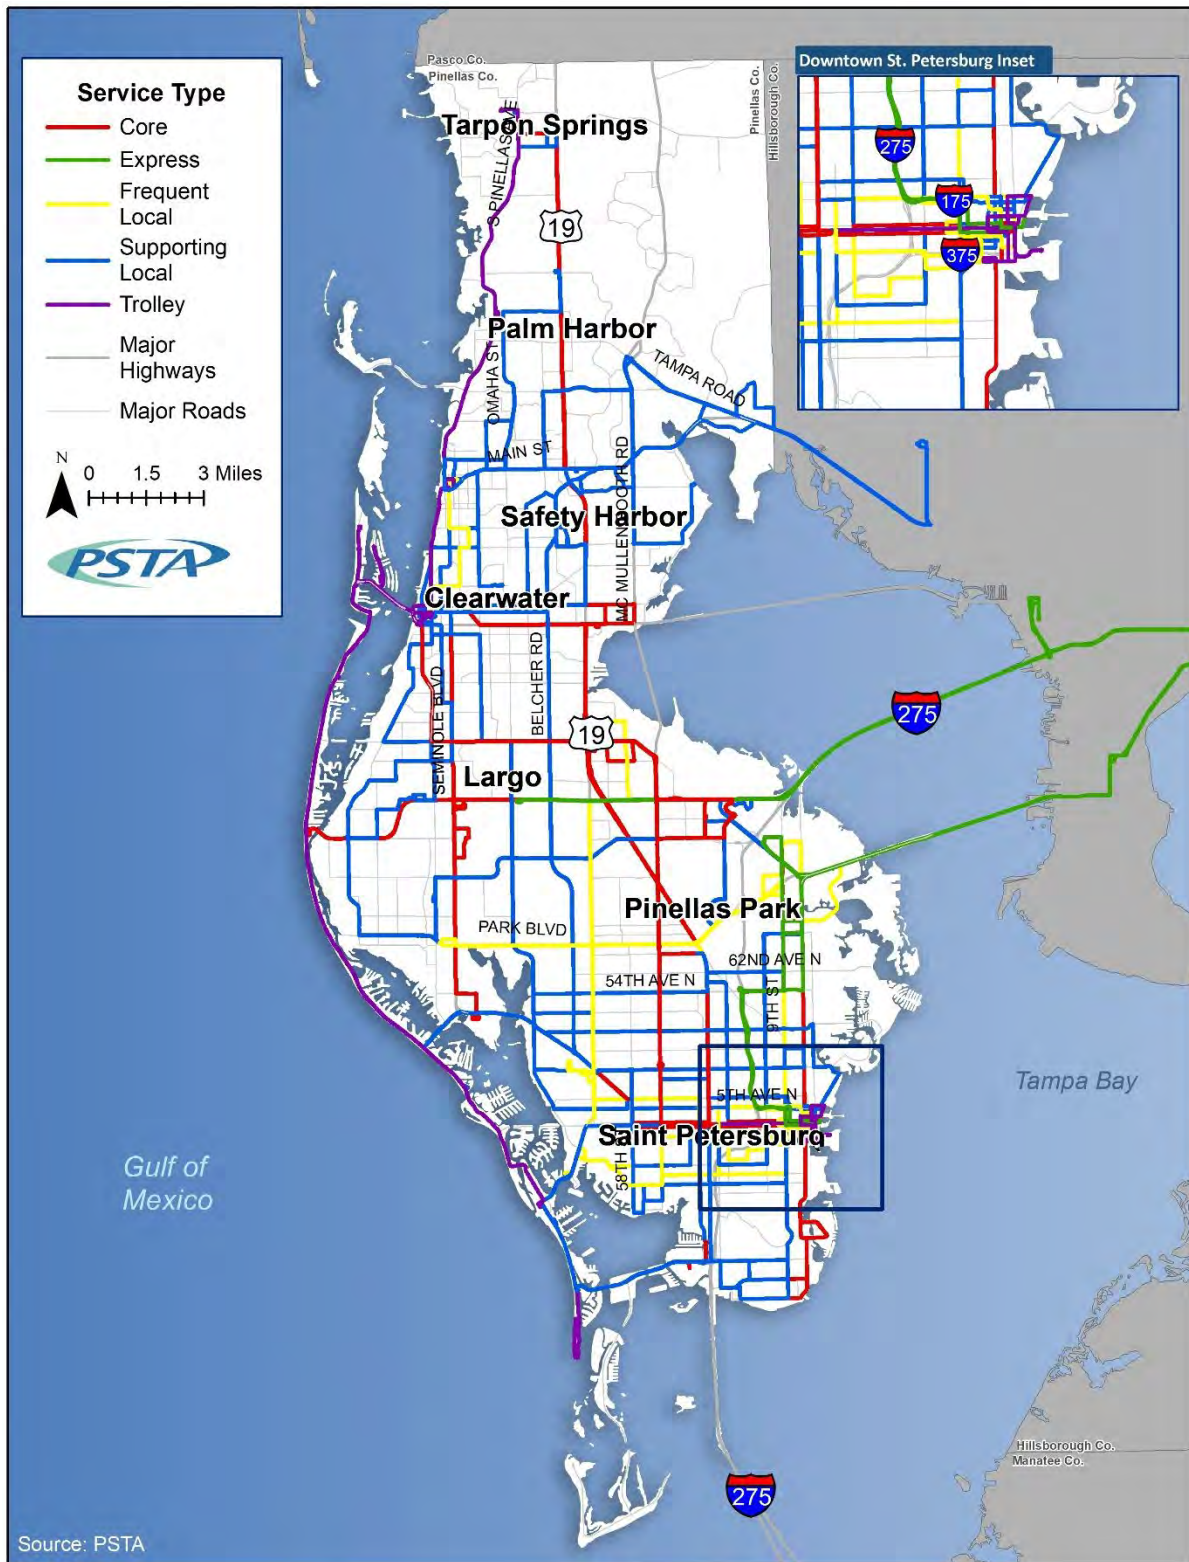 Pasco Co.
Pinellas Co.
Pinellas Co.
Hillsborough Co.
Downtown St. Petersburg Inset
275
175
375
Service Type
Core
Express
Frequent
Local
Supporting
Local
Trolley
Major
Highways
Major Roads
N
0 1.5 3 Miles
PSTA
Tarpon Springs
S PINELLAS AVE
19
Palm Harbor
OMAHA ST
TAMPA ROAD
MAIN ST
MC MULLEN BOOTH RD
Safety Harbor
Clearwater
SEMINOLE BLVD
BELCHER RD
19
275
Largo
Pinellas Park
PARK BLVD
62ND AVE N
54TH AVE N
9TH ST
5TH AVE N
Saint Petersburg
58TH ST
Tampa Bay
Gulf of
Mexico
Hillsborough Co.
Manatee Co.
275
Source: PSTA